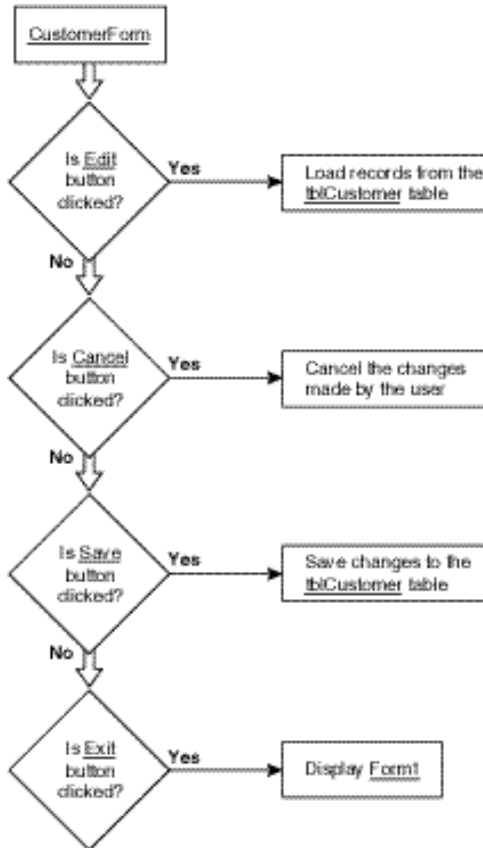 CustomerForm
Is Edit
button
clicked?
Yes
Load records from the
tblCustomer table
No
Is Cancel
button
clicked?
Yes
Cancel the changes
made by the user
No
Is Save
button
clicked?
Yes
Save changes to the
tblCustomer table
No
Is Exit
button
clicked?
Yes
Display Form1